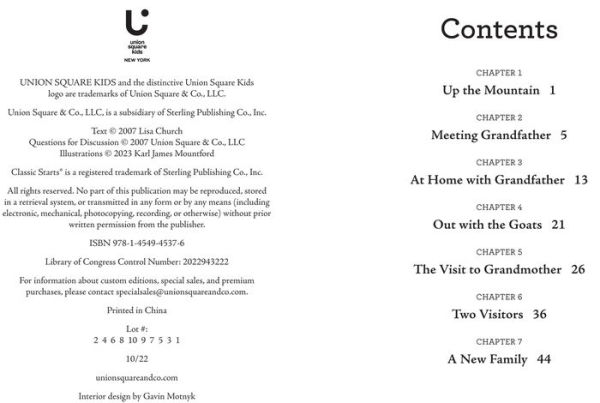 union
square
kids
NEW YORK
UNION SQUARE KIDS and the distinctive Union Square Kids
logo are trademarks of Union Square & Co., LLC.
Union Square & Co., LLC, is a subsidiary of Sterling Publishing Co., Inc.
Text © 2007 Lisa Church
Questions for Discussion © 2007 Union Square & Co., LLC
Illustrations © 2023 Karl James Mountford
Classic Starts® is a registered trademark of Sterling Publishing Co., Inc.
All rights reserved. No part of this publication may be reproduced, stored
in a retrieval system, or transmitted in any form or by any means (including
electronic, mechanical, photocopying, recording, or otherwise) without prior
written permission from the publisher.
ISBN 978-1-4549-4537-6
Library of Congress Control Number: 2022943222
For information about custom editions, special sales, and premium
purchases, please contact specialsales@unionsquareandco.com.
Printed in China
Lot #:
2 4 6 8 10 9 7 5 3 1
10/22
unionsquareandco.com
Interior design by Gavin Motnyk
Contents
CHAPTER 1
Up the Mountain 1
CHAPTER 2
Meeting Grandfather 5
CHAPTER 3
At Home with Grandfather 13
CHAPTER 4
Out with the Goats 21
CHAPTER 5
The Visit to Grandmother 26
CHAPTER 6
Two Visitors 36
CHAPTER 7
A New Family 44